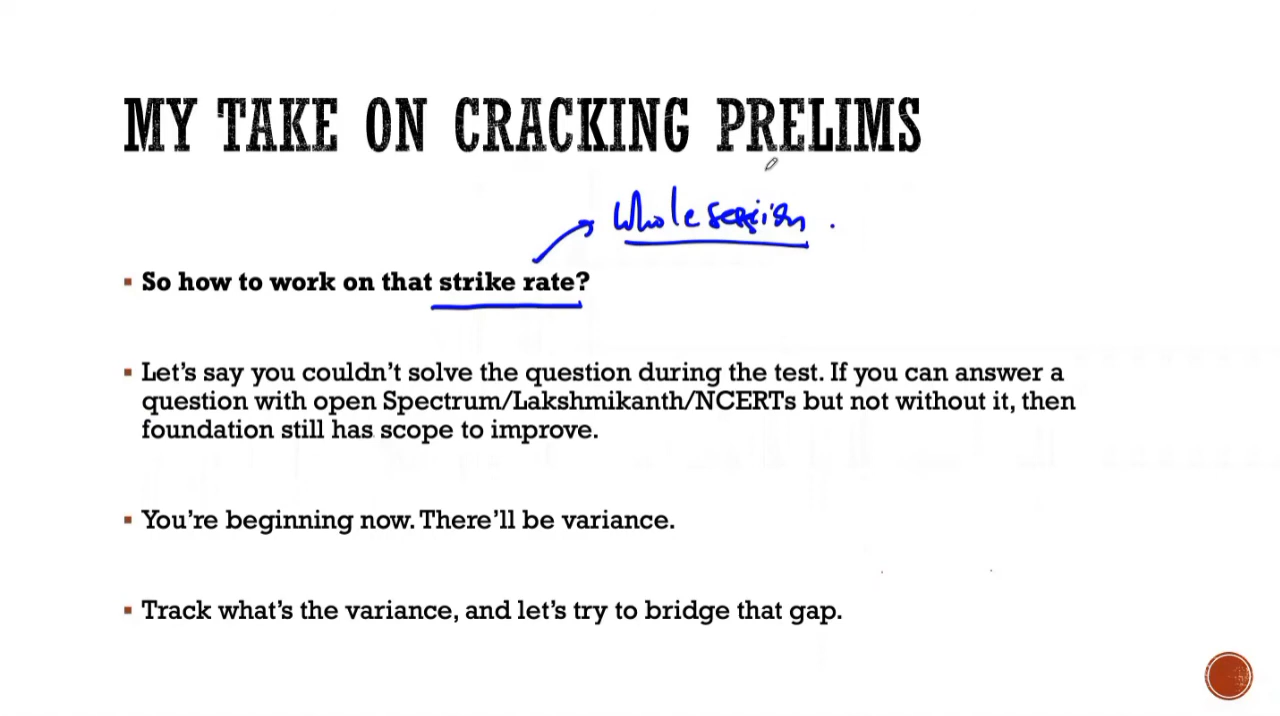 MY TAKE ON CRACKING PRELIMS
Whole session .
So how to work on that strike rate?
Let's say you couldn't solve the question during the test. If you can answer a
question with open Spectrum/Lakshmikanth/NCERTs but not without it, then
foundation still has scope to improve.
You're beginning now. There'll be variance.
Track what's the variance, and let's try to bridge that gap.